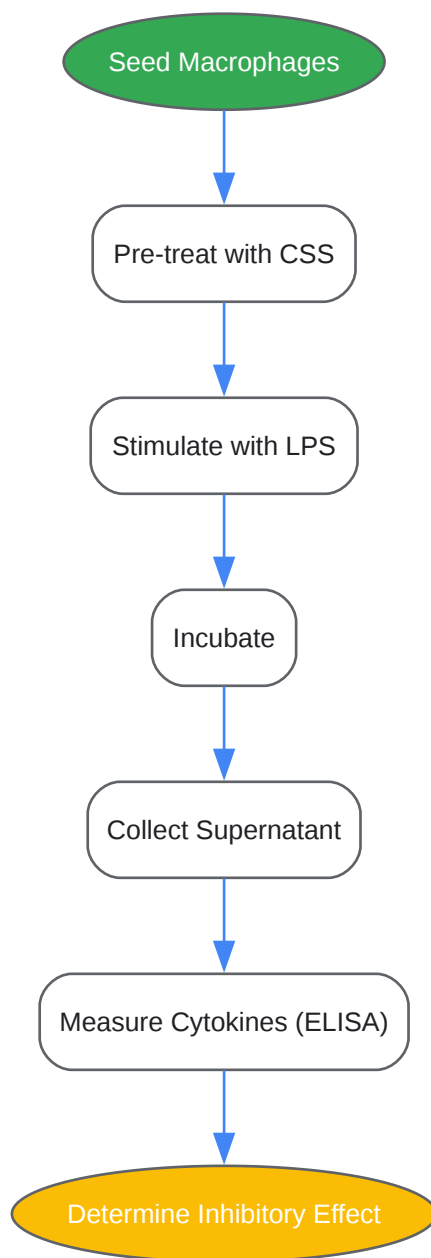 Seed Macrophages
Pre-treat with CSS
Stimulate with LPS
Incubate
Collect Supernatant
Measure Cytokines (ELISA)
Determine Inhibitory Effect